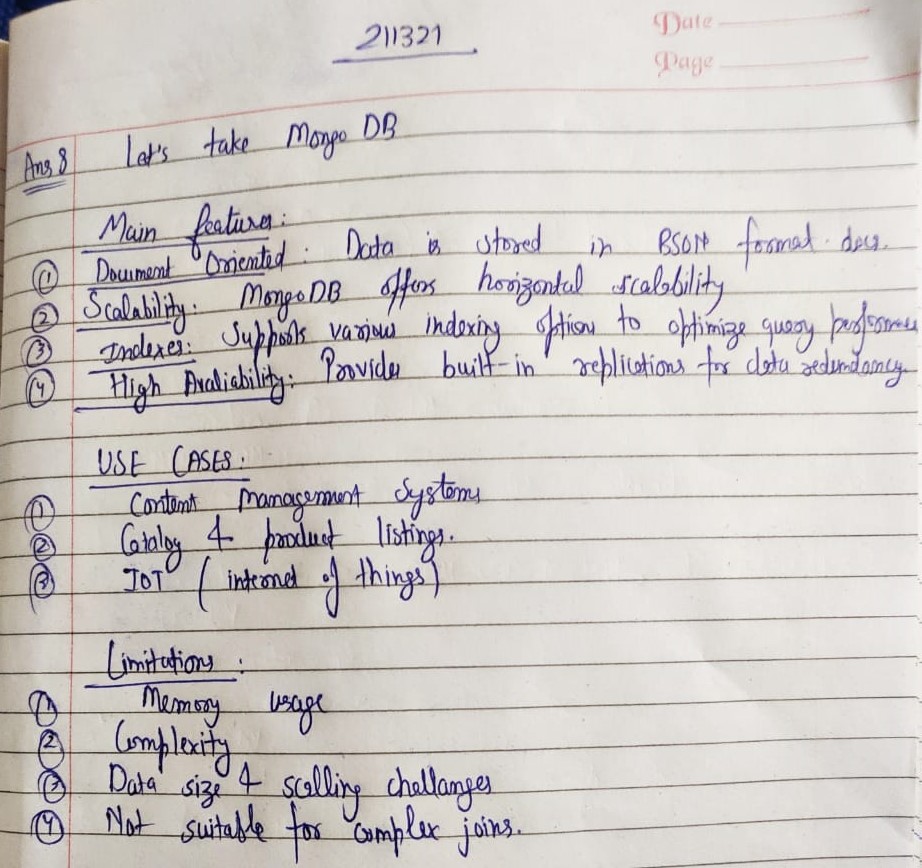 211321
Date
Page
Ans 8 Let's take Mongo DB
Main features:
① Document Oriented: Data is stored in BSON format docs.
② Scalability: MongoDB offers horizontal scalability
③ Indexes: Supports various indexing option to optimize query performance
④ High Avaliability: Provides built-in replications for data redundancy
USE CASES:
① Content Management Systems
② Catalog & product listings.
③ IOT (internet of things)
Limitations:
① Memory usage
② Complexity
③ Data size & scalling challanges
④ Not suitable for complex joins.